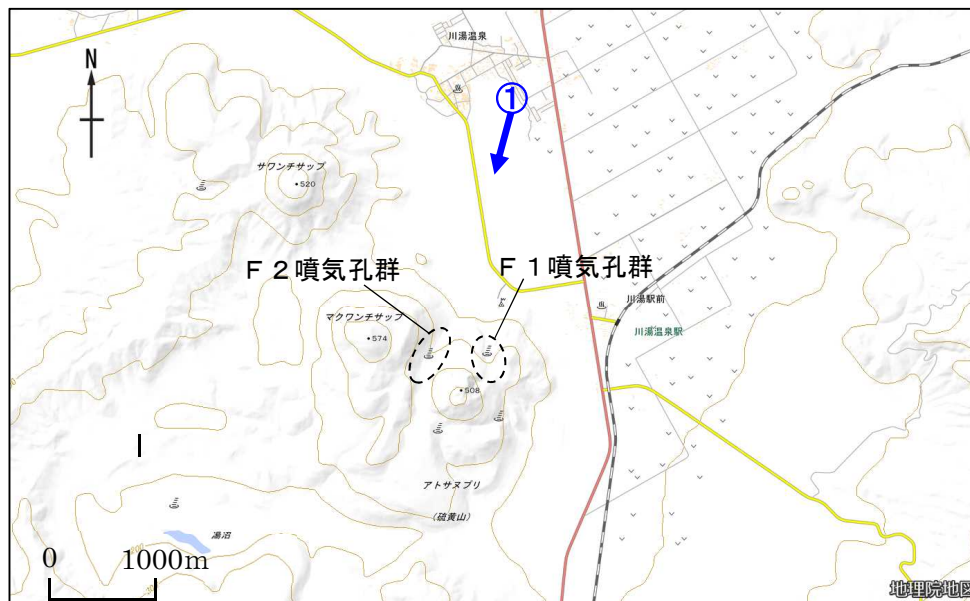 川湯温泉
N
①
サワンチサップ
520
F2噴気孔群
F1噴気孔群
マクワンチサップ
574
川湯駅前
川湯温泉駅
508
アトサヌプリ
(硫黄山)
湯沼
200
0 1000m
地理院地図